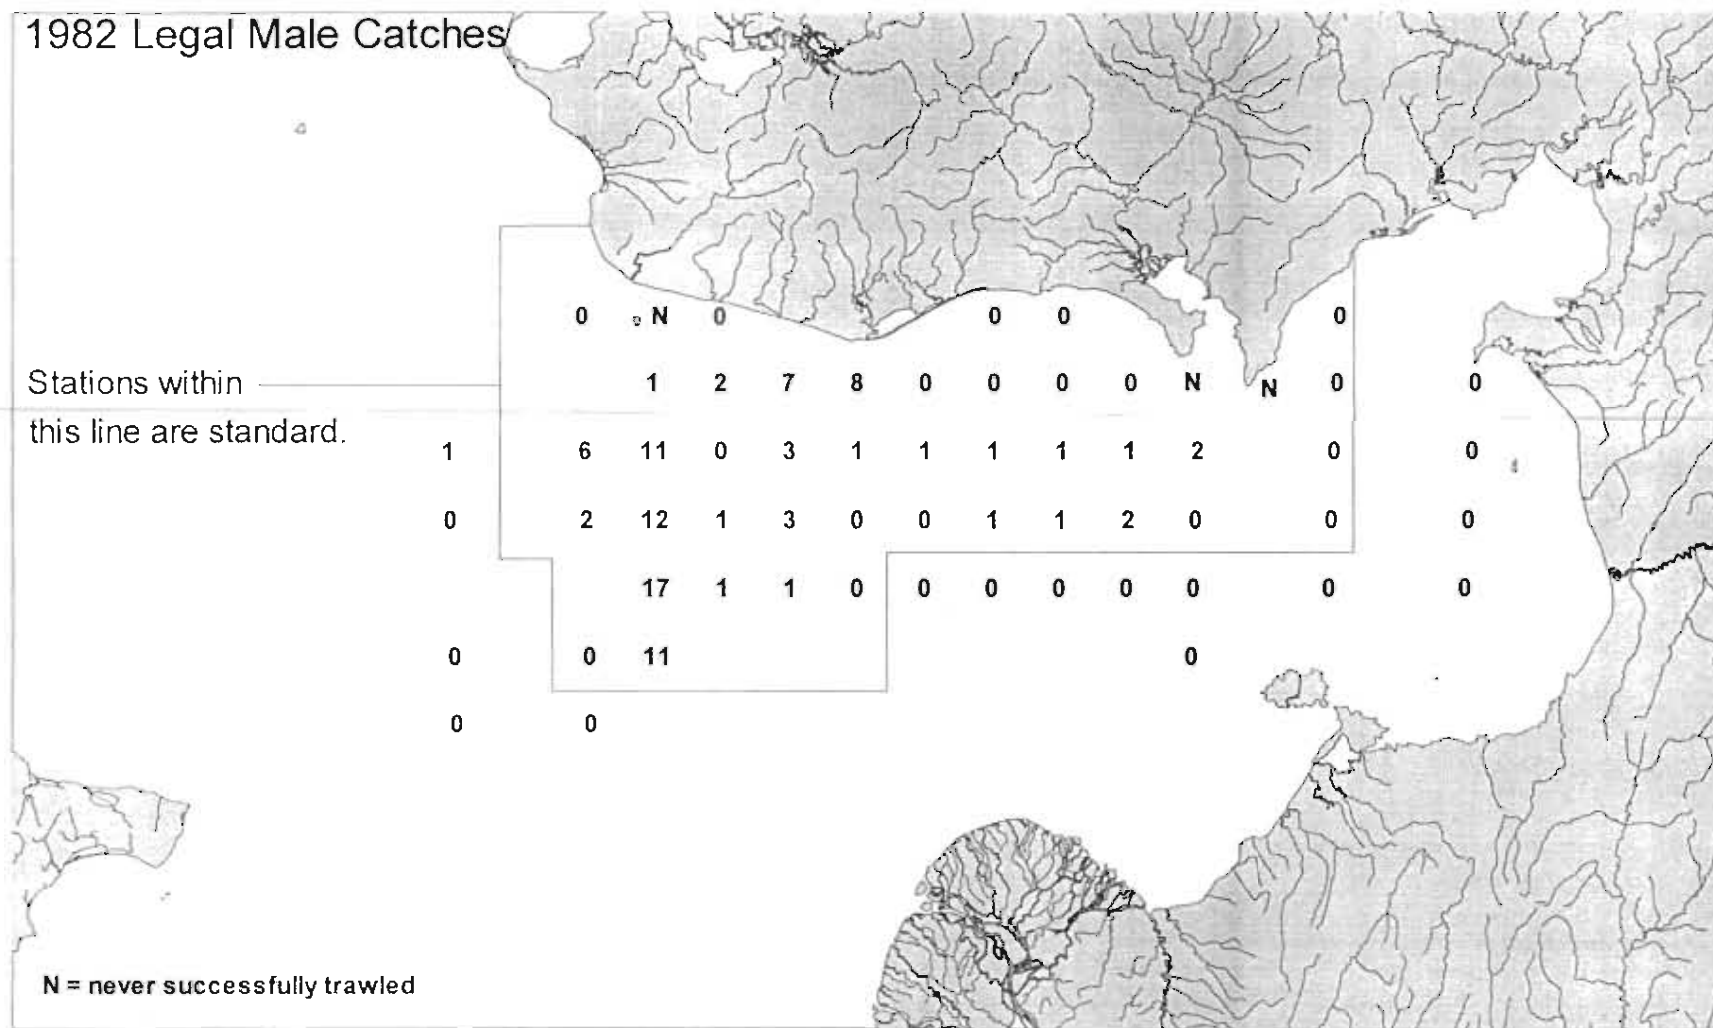 1982 Legal Male Catches
0 N 0 0 0 0
Stations within
1 2 7 8 0 0 0 0 N N 0 0
this line are standard.
1 6 11 0 3 1 1 1 1 1 2 0 0
0 2 12 1 3 0 0 1 1 2 0 0 0
17 1 1 0 0 0 0 0 0 0 0
0 0 11 0
0 0
N = never successfully trawled